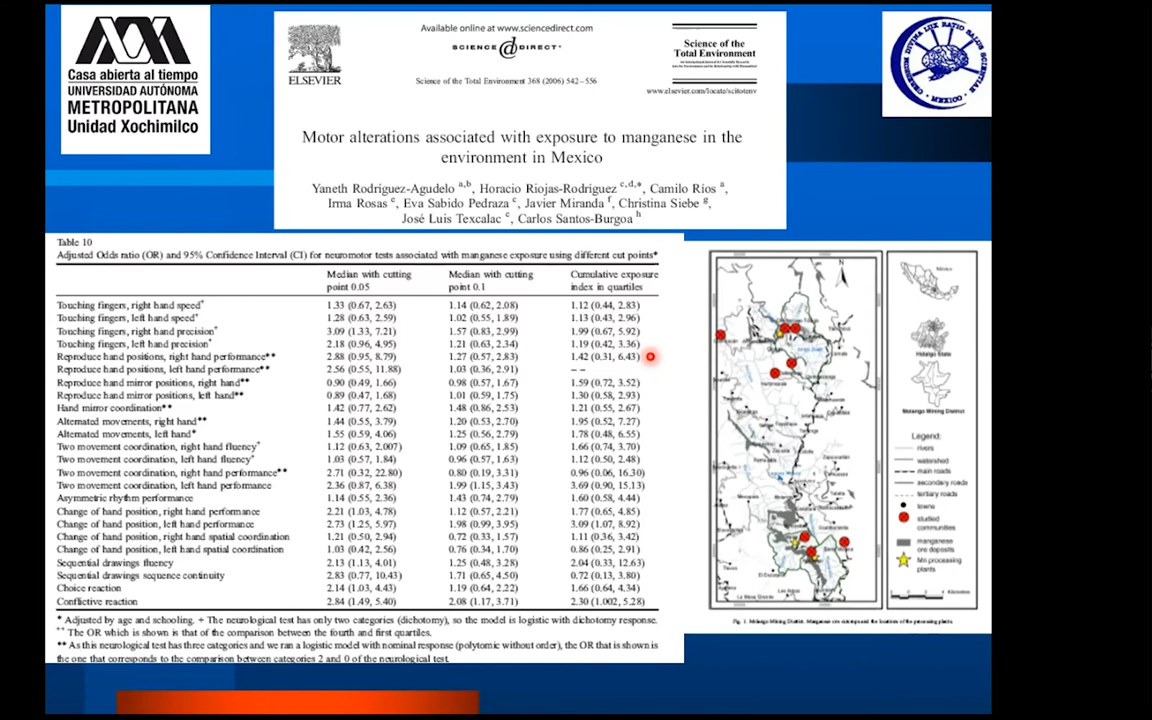 Casa abierta al tiempo
UNIVERSIDAD AUTÓNOMA
METROPOLITANA
Unidad Xochimilco
ELSEVIER
Available online at www.sciencedirect.com
SCIENCE @ DIRECT·
Science of the Total Environment 368 (2006) 542–556
Science of the
Total Environment
www.elsevier.com/locate/scitotenv
Motor alterations associated with exposure to manganese in the
environment in Mexico
Yaneth Rodríguez-Agudelo a,b, Horacio Riojas-Rodríguez c,d,*, Camilo Ríos a,
Irma Rosas e, Eva Sabido Pedraza c, Javier Miranda f, Christina Siebe g,
José Luis Texcalac c, Carlos Santos-Burgoa h
Table 10
Adjusted Odds ratio (OR) and 95% Confidence Interval (CI) for neuromotor tests associated with manganese exposure using different cut points*
Median with cutting point 0.05 Median with cutting point 0.1 Cumulative exposure index in quartiles
Touching fingers, right hand speed+ 1.33 (0.67, 2.63) 1.14 (0.62, 2.08) 1.12 (0.44, 2.83)
Touching fingers, left hand speed+ 1.28 (0.63, 2.59) 1.02 (0.55, 1.89) 1.13 (0.43, 2.96)
Touching fingers, right hand precision+ 3.09 (1.33, 7.21) 1.57 (0.83, 2.99) 1.99 (0.67, 5.92)
Touching fingers, left hand precision+ 2.18 (0.96, 4.95) 1.21 (0.63, 2.34) 1.19 (0.42, 3.36)
Reproduce hand positions, right hand performance** 2.88 (0.95, 8.79) 1.27 (0.57, 2.83) 1.42 (0.31, 6.43)
Reproduce hand positions, left hand performance** 2.56 (0.55, 11.88) 1.03 (0.36, 2.91) – –
Reproduce hand mirror positions, right hand** 0.90 (0.49, 1.66) 0.98 (0.57, 1.67) 1.59 (0.72, 3.52)
Reproduce hand mirror positions, left hand** 0.89 (0.47, 1.68) 1.01 (0.59, 1.75) 1.30 (0.58, 2.93)
Hand mirror coordination** 1.42 (0.77, 2.62) 1.48 (0.86, 2.53) 1.21 (0.55, 2.67)
Alternated movements, right hand** 1.44 (0.55, 3.79) 1.20 (0.53, 2.70) 1.95 (0.52, 7.27)
Alternated movements, left hand* 1.55 (0.59, 4.06) 1.25 (0.56, 2.79) 1.78 (0.48, 6.55)
Two movement coordination, right hand fluency+ 1.12 (0.63, 2.007) 1.09 (0.65, 1.85) 1.66 (0.74, 3.70)
Two movement coordination, left hand fluency+ 1.03 (0.57, 1.84) 0.96 (0.57, 1.63) 1.12 (0.50, 2.48)
Two movement coordination, right hand performance** 2.71 (0.32, 22.80) 0.80 (0.19, 3.31) 0.96 (0.06, 16.30)
Two movement coordination, left hand performance 2.36 (0.87, 6.38) 1.99 (1.15, 3.43) 3.69 (0.90, 15.13)
Asymmetric rhythm performance 1.14 (0.55, 2.36) 1.43 (0.74, 2.79) 1.60 (0.58, 4.44)
Change of hand position, right hand performance 2.21 (1.03, 4.78) 1.12 (0.57, 2.21) 1.77 (0.65, 4.85)
Change of hand position, left hand performance 2.73 (1.25, 5.97) 1.98 (0.99, 3.95) 3.09 (1.07, 8.92)
Change of hand position, right hand spatial coordination 1.21 (0.50, 2.94) 0.72 (0.33, 1.57) 1.11 (0.36, 3.42)
Change of hand position, left hand spatial coordination 1.03 (0.42, 2.56) 0.76 (0.34, 1.70) 0.86 (0.25, 2.91)
Sequential drawings fluency 2.13 (1.13, 4.01) 1.25 (0.48, 3.28) 2.04 (0.33, 12.63)
Sequential drawings sequence continuity 2.83 (0.77, 10.43) 1.71 (0.65, 4.50) 0.72 (0.13, 3.80)
Choice reaction 2.14 (1.03, 4.43) 1.19 (0.64, 2.22) 1.66 (0.64, 4.34)
Conflictive reaction 2.84 (1.49, 5.40) 2.08 (1.17, 3.71) 2.30 (1.002, 5.28)
* Adjusted by age and schooling. + The neurological test has only two categories (dichotomy), so the model is logistic with dichotomy response.
++ The OR which is shown is that of the comparison between the fourth and first quartiles.
** As this neurological test has three categories and we ran a logistic model with nominal response (polytomic without order), the OR that is shown is
the one that corresponds to the comparison between categories 2 and 0 of the neurological test.
N
México
Hidalgo State
Molango Mining District
Legend:
rivers
watershed
main roads
secondary roads
tertiary roads
towns
studied
communities
manganese
ore deposits
Mn processing
plants
Kilometres
Fig. 1. Molango Mining District. Manganese